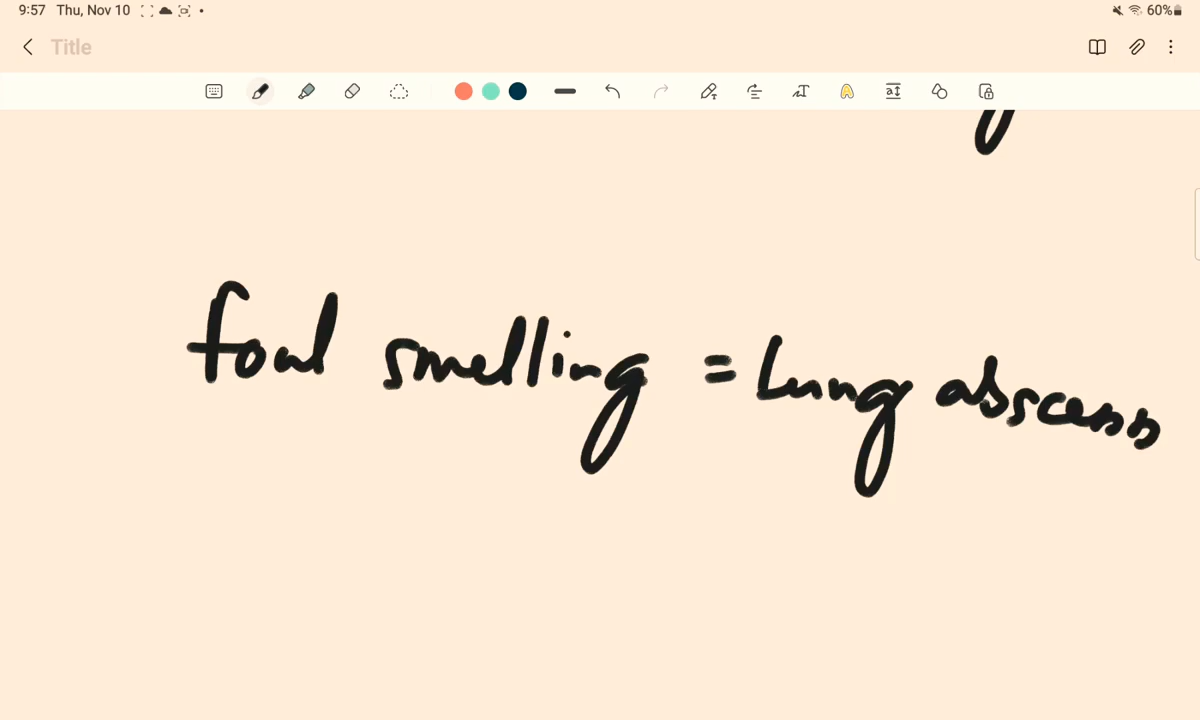 9:57 Thu, Nov 10 60%
Title
foul smelling = Lung abscess